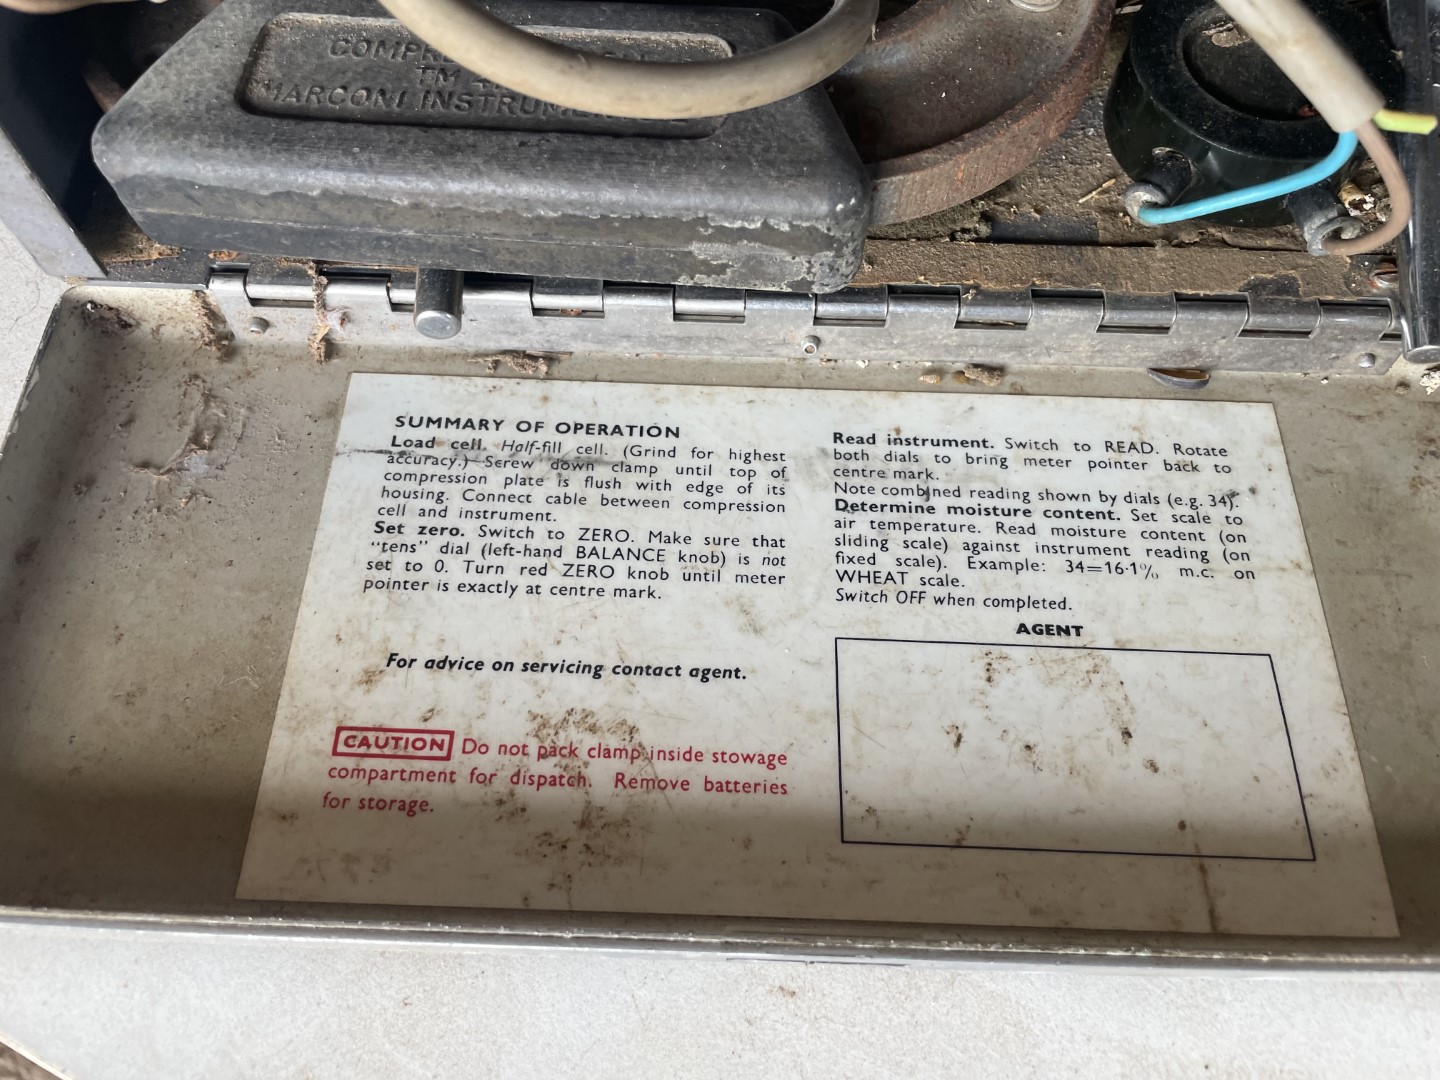 TM
MARCONI
SUMMARY OF OPERATION
Load cell. Half-fill cell. (Grind for highest
accuracy.) Screw down clamp until top of
compression plate is flush with edge of its
housing. Connect cable between compression
cell and instrument.
Set zero. Switch to ZERO. Make sure that
"tens" dial (left-hand BALANCE knob) is not
set to 0. Turn red ZERO knob until meter
pointer is exactly at centre mark.
For advice on servicing contact agent.
CAUTION Do not pack clamp inside stowage
compartment for dispatch. Remove batteries
for storage.
Read instrument. Switch to READ. Rotate
both dials to bring meter pointer back to
centre mark.
Note combined reading shown by dials (e.g. 34).
Determine moisture content. Set scale to
air temperature. Read moisture content (on
sliding scale) against instrument reading (on
fixed scale). Example: 34=16·1% m.c. on
WHEAT scale.
Switch OFF when completed.
AGENT